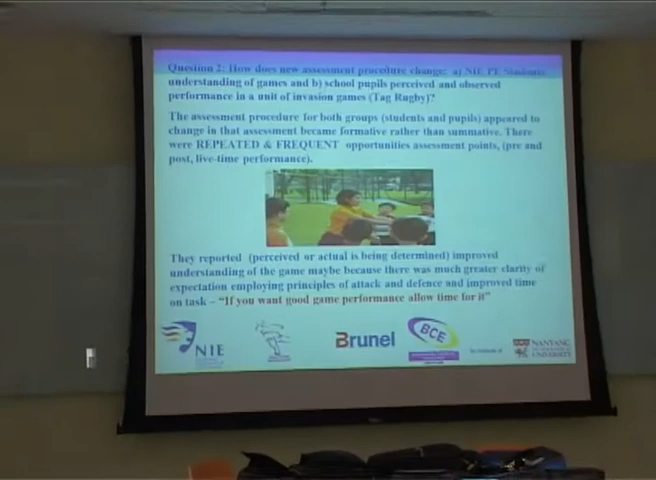 Question 2: How does new assessment procedure change: a) NIE PE Students
understanding of games and b) school pupils perceived and observed
performance in a unit of invasion games (Tag Rugby)?
The assessment procedure for both groups (students and pupils) appeared to
change in that assessment became formative rather than summative. There
were REPEATED & FREQUENT opportunities assessment points, (pre and
post, live-time performance).
They reported (perceived or actual is being determined) improved
understanding of the game maybe because there was much greater clarity of
expectation employing principles of attack and defence and improved time
on task – “If you want good game performance allow time for it”
NIE
Brunel
BCE
NANYANG
UNIVERSITY